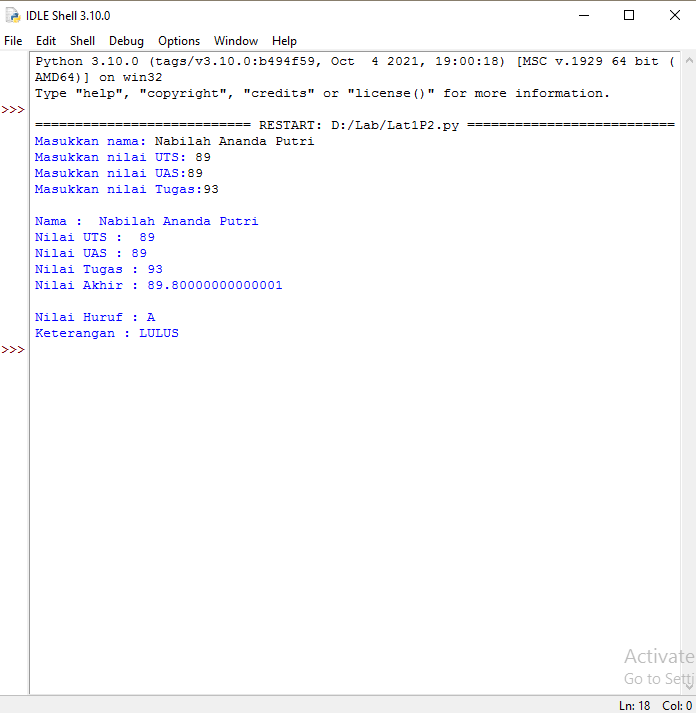 IDLE Shell 3.10.0
File Edit Shell Debug Options Window Help
Python 3.10.0 (tags/v3.10.0:b494f59, Oct  4 2021, 19:00:18) [MSC v.1929 64 bit (
AMD64)] on win32
Type "help", "copyright", "credits" or "license()" for more information.
>>>
=========================== RESTART: D:/Lab/Lat1P2.py ==========================
Masukkan nama: Nabilah Ananda Putri
Masukkan nilai UTS: 89
Masukkan nilai UAS:89
Masukkan nilai Tugas:93
Nama :  Nabilah Ananda Putri
Nilai UTS :  89
Nilai UAS : 89
Nilai Tugas : 93
Nilai Akhir : 89.80000000000001
Nilai Huruf : A
Keterangan : LULUS
>>>
Activate
Go to Setti
Ln: 18 Col: 0